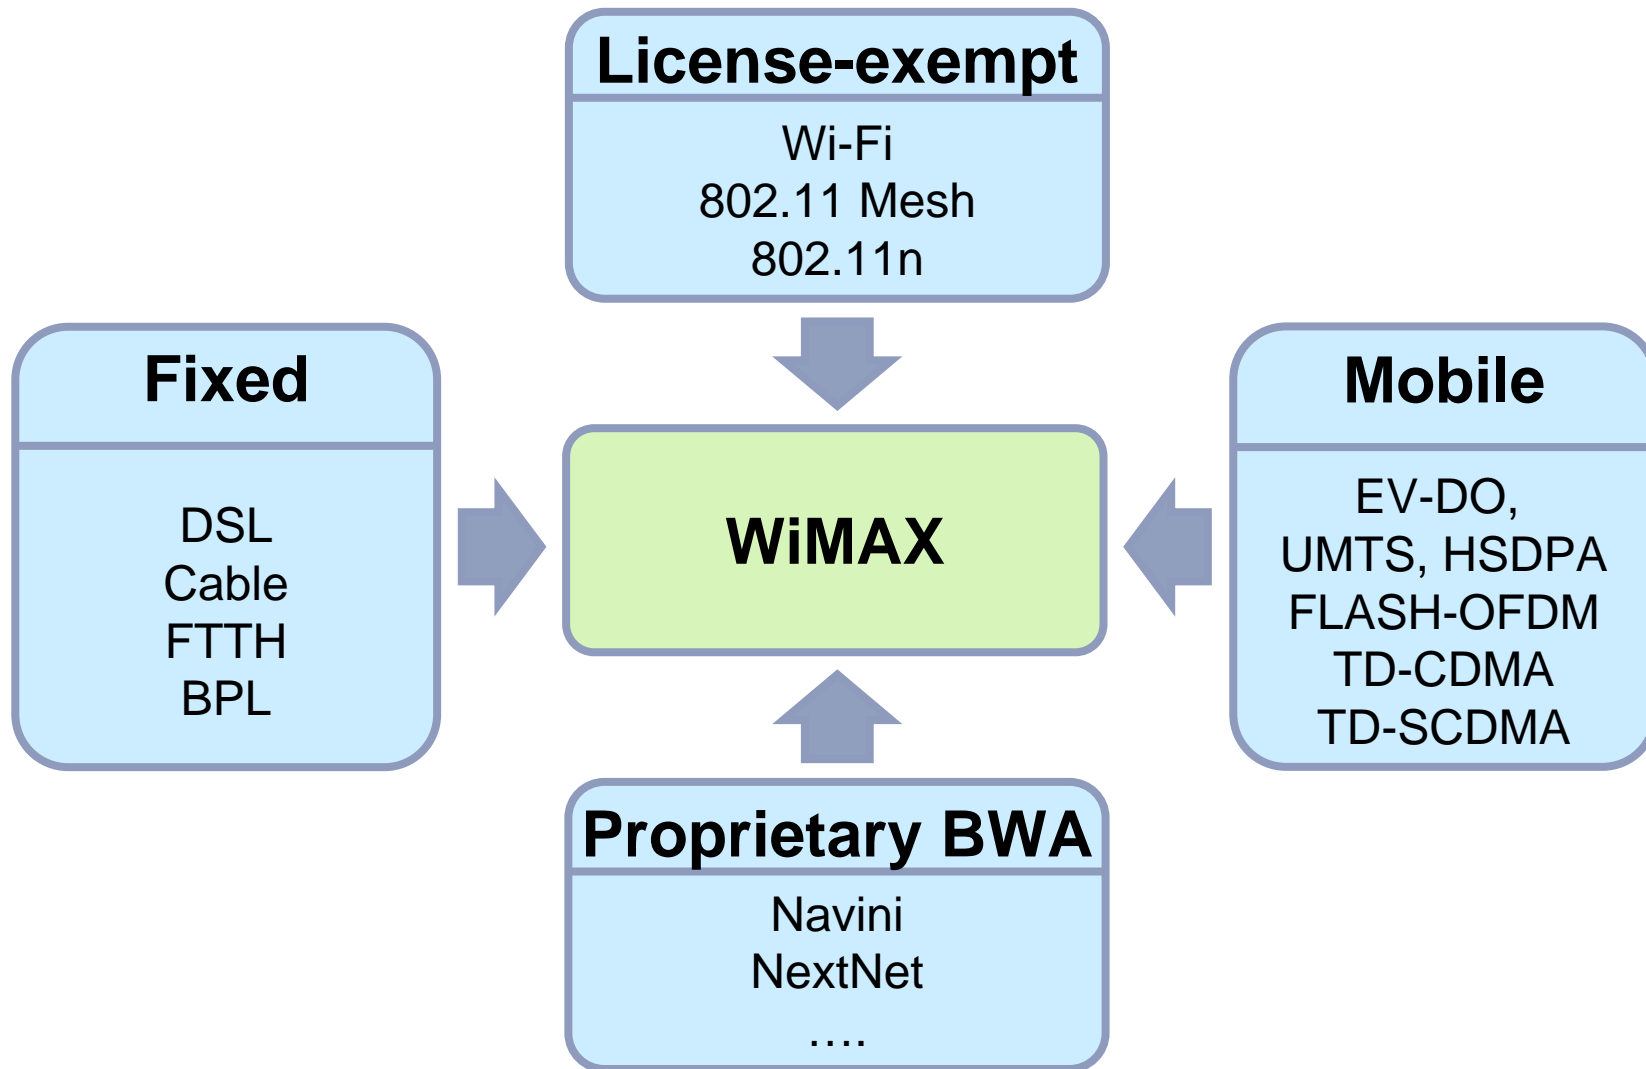 License-exempt
Wi-Fi
802.11 Mesh
802.11n
Fixed
DSL
Cable
FTTH
BPL
WiMAX
Mobile
EV-DO,
UMTS, HSDPA
FLASH-OFDM
TD-CDMA
TD-SCDMA
Proprietary BWA
Navini
NextNet
….